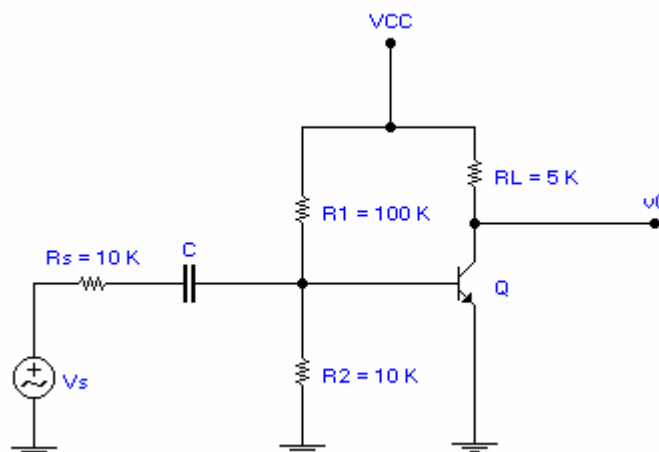 VCC
RL = 5 K
R1 = 100 K
Rs = 10 K
C
Q
R2 = 10 K
Vs